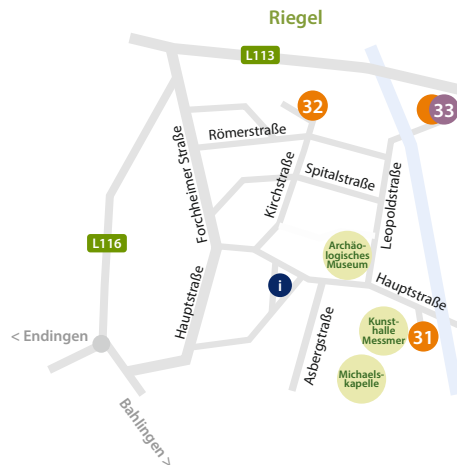 Riegel
L113
32
33
Römerstraße
Forchheimer Straße
Kirchstraße
Spitalstraße
Leopoldstraße
L116
Archäo-
logisches
Museum
i
Hauptstraße
Hauptstraße
Asbergstraße
Kunst-
halle
Messmer
31
< Endingen
Michaels-
kapelle
Bahlingen >